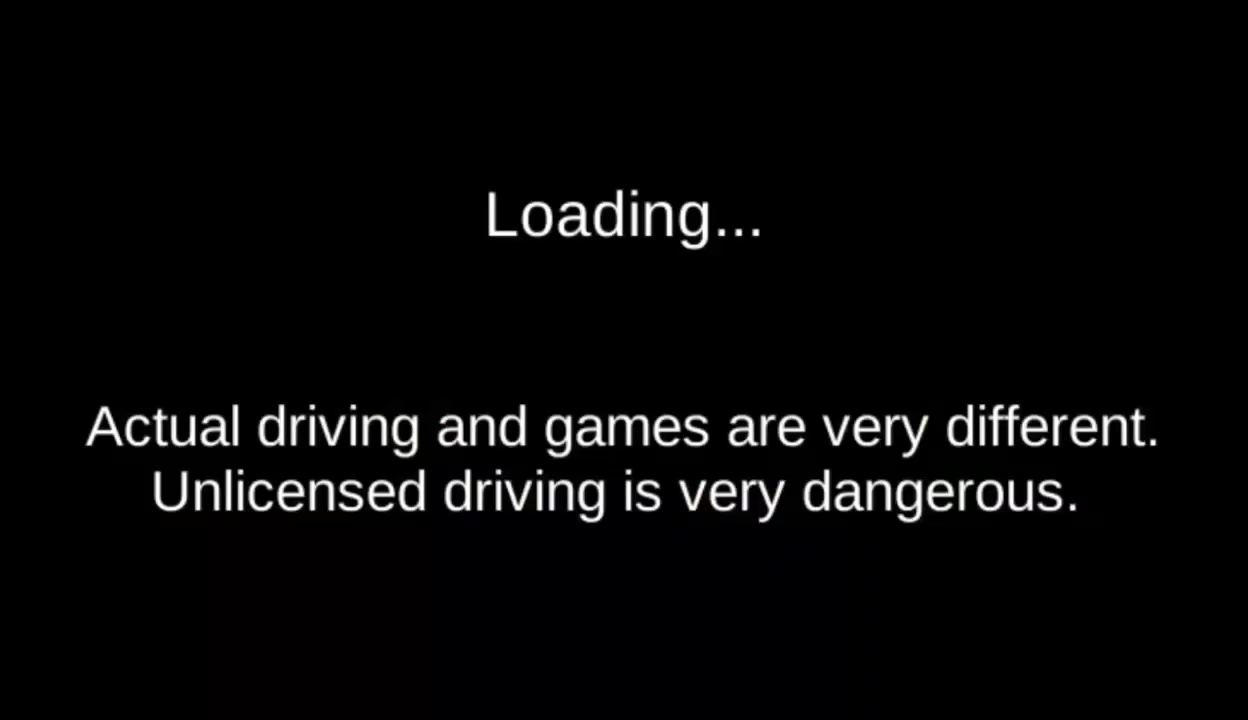 Loading...
Actual driving and games are very different.
Unlicensed driving is very dangerous.